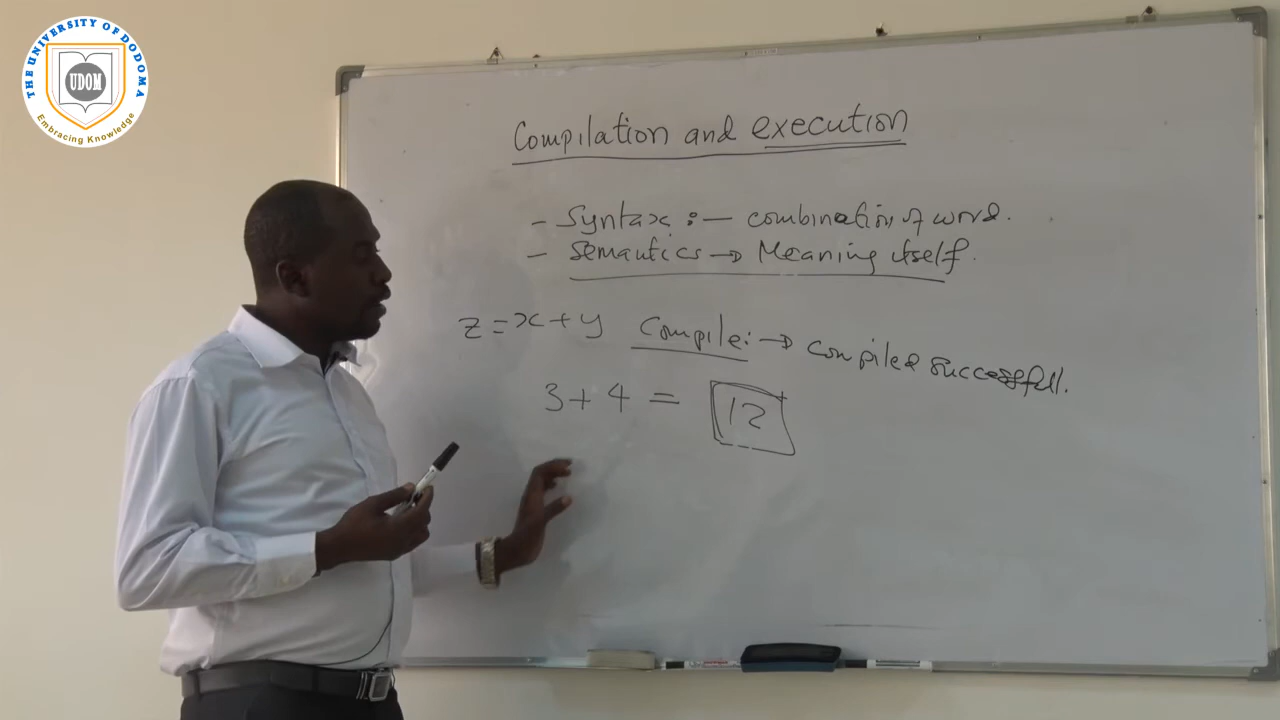 THE UNIVERSITY OF DODOMA
UDOM
Embracing Knowledge
Compilation and execution
- Syntax :— combination of word.
- Semantics → Meaning itself.
z = x + y Compile: → compiled successfull.
3 + 4 = 12